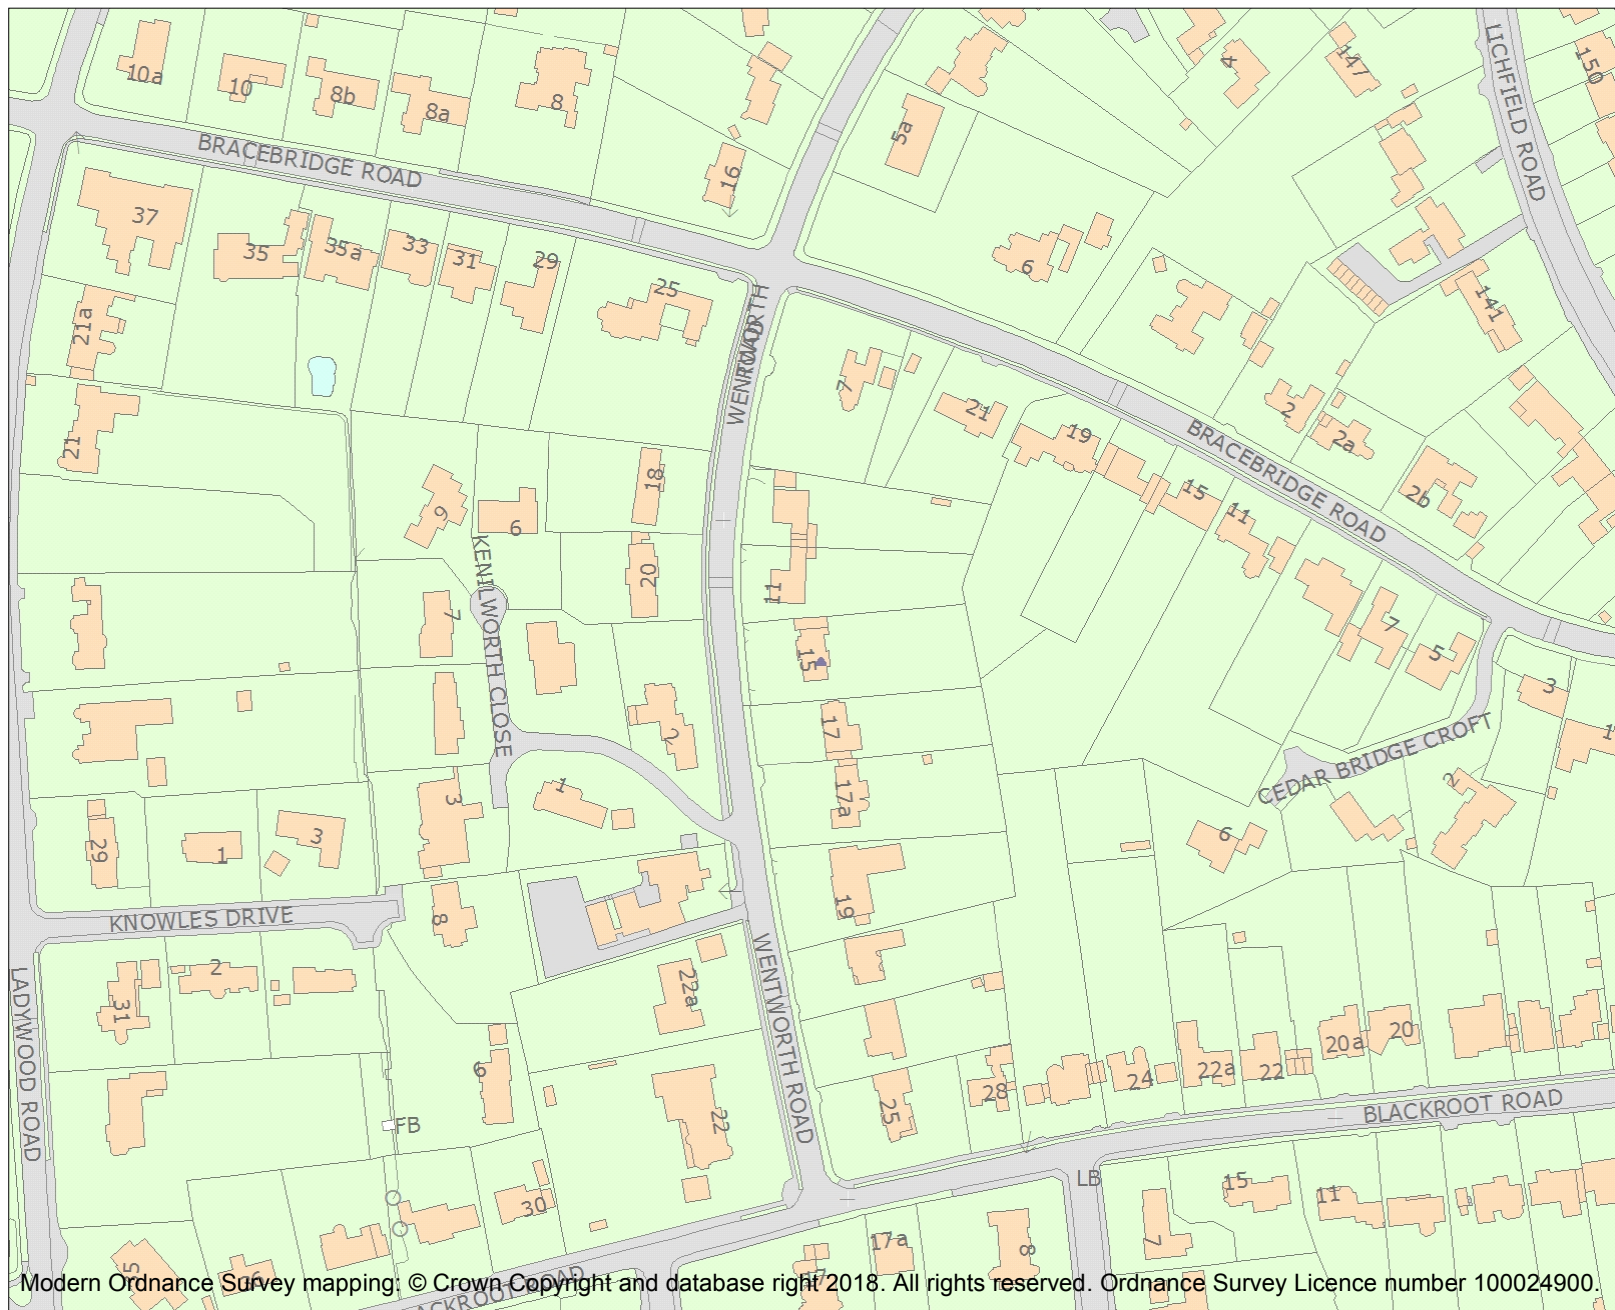 10a
10
8b
8a
8
BRACEBRIDGE ROAD
16
5a
4
147
LICHFIELD ROAD
150
37
35
35a
33
31
29
25
6
141
21a
21
WENTWORTH
ROAD
7
21
19
15
11
BRACEBRIDGE ROAD
2
2a
2b
9
6
18
20
KENILWORTH CLOSE
7
11
15
17
17a
19
7
5
3
CEDAR BRIDGE CROFT
2
6
2
1
3
29
1
3
KNOWLES DRIVE
8
LADYWOOD ROAD
31
2
22a
WENTWORTH ROAD
6
22
FB
25
28
24
22a
22
20a
20
BLACKROOT ROAD
LB
30
15
11
7
17a
8
35
36
17
Modern Ordnance Survey mapping: © Crown Copyright and database right 2018. All rights reserved. Ordnance Survey Licence number 100024900.